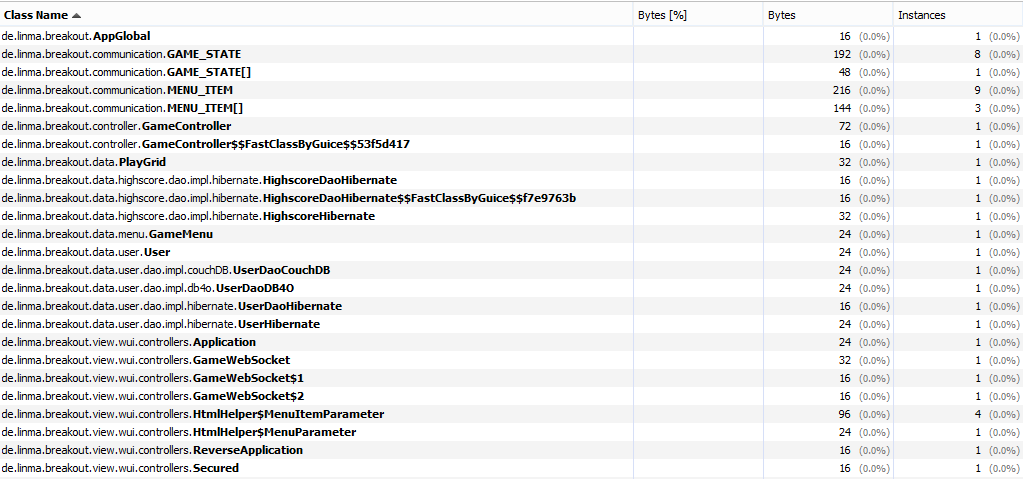 Class Name Bytes [%] Bytes Instances
de.linma.breakout.AppGlobal 16 (0.0%) 1 (0.0%)
de.linma.breakout.communication.GAME_STATE 192 (0.0%) 8 (0.0%)
de.linma.breakout.communication.GAME_STATE[] 48 (0.0%) 1 (0.0%)
de.linma.breakout.communication.MENU_ITEM 216 (0.0%) 9 (0.0%)
de.linma.breakout.communication.MENU_ITEM[] 144 (0.0%) 3 (0.0%)
de.linma.breakout.controller.GameController 72 (0.0%) 1 (0.0%)
de.linma.breakout.controller.GameController$$FastClassByGuice$$53f5d417 16 (0.0%) 1 (0.0%)
de.linma.breakout.data.PlayGrid 32 (0.0%) 1 (0.0%)
de.linma.breakout.data.highscore.dao.impl.hibernate.HighscoreDaoHibernate 16 (0.0%) 1 (0.0%)
de.linma.breakout.data.highscore.dao.impl.hibernate.HighscoreDaoHibernate$$FastClassByGuice$$f7e9763b 16 (0.0%) 1 (0.0%)
de.linma.breakout.data.highscore.dao.impl.hibernate.HighscoreHibernate 32 (0.0%) 1 (0.0%)
de.linma.breakout.data.menu.GameMenu 24 (0.0%) 1 (0.0%)
de.linma.breakout.data.user.User 24 (0.0%) 1 (0.0%)
de.linma.breakout.data.user.dao.impl.couchDB.UserDaoCouchDB 24 (0.0%) 1 (0.0%)
de.linma.breakout.data.user.dao.impl.db4o.UserDaoDB4O 24 (0.0%) 1 (0.0%)
de.linma.breakout.data.user.dao.impl.hibernate.UserDaoHibernate 16 (0.0%) 1 (0.0%)
de.linma.breakout.data.user.dao.impl.hibernate.UserHibernate 24 (0.0%) 1 (0.0%)
de.linma.breakout.view.wui.controllers.Application 24 (0.0%) 1 (0.0%)
de.linma.breakout.view.wui.controllers.GameWebSocket 32 (0.0%) 1 (0.0%)
de.linma.breakout.view.wui.controllers.GameWebSocket$1 16 (0.0%) 1 (0.0%)
de.linma.breakout.view.wui.controllers.GameWebSocket$2 16 (0.0%) 1 (0.0%)
de.linma.breakout.view.wui.controllers.HtmlHelper$MenuItemParameter 96 (0.0%) 4 (0.0%)
de.linma.breakout.view.wui.controllers.HtmlHelper$MenuParameter 24 (0.0%) 1 (0.0%)
de.linma.breakout.view.wui.controllers.ReverseApplication 16 (0.0%) 1 (0.0%)
de.linma.breakout.view.wui.controllers.Secured 16 (0.0%) 1 (0.0%)